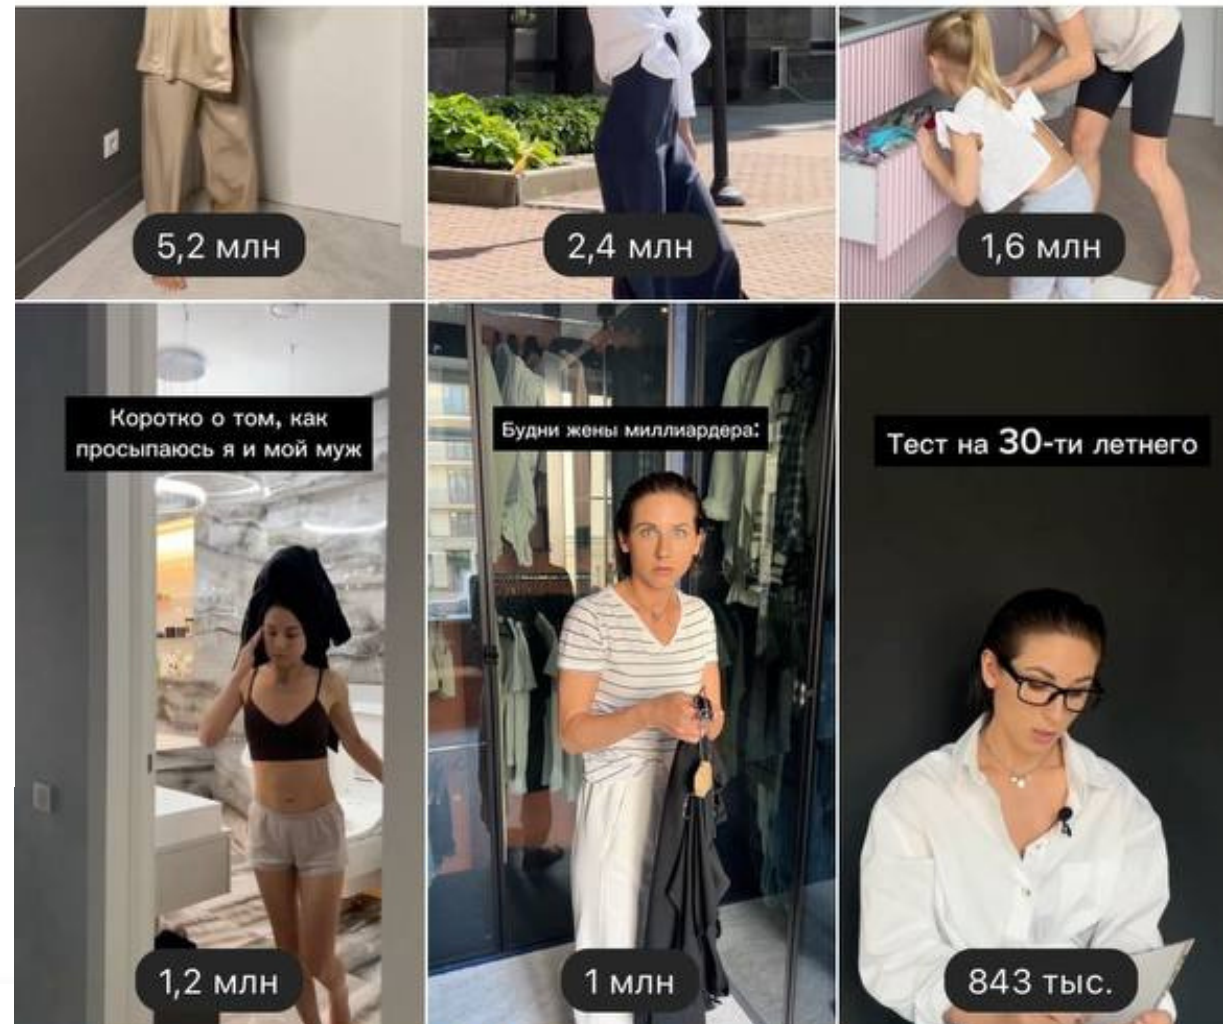 5,2 млн
2,4 млн
1,6 млн
Коротко о том, как
просыпаюсь я и мой муж
Будни жены миллиардера:
Тест на 30-ти летнего
1,2 млн
1 млн
843 тыс.